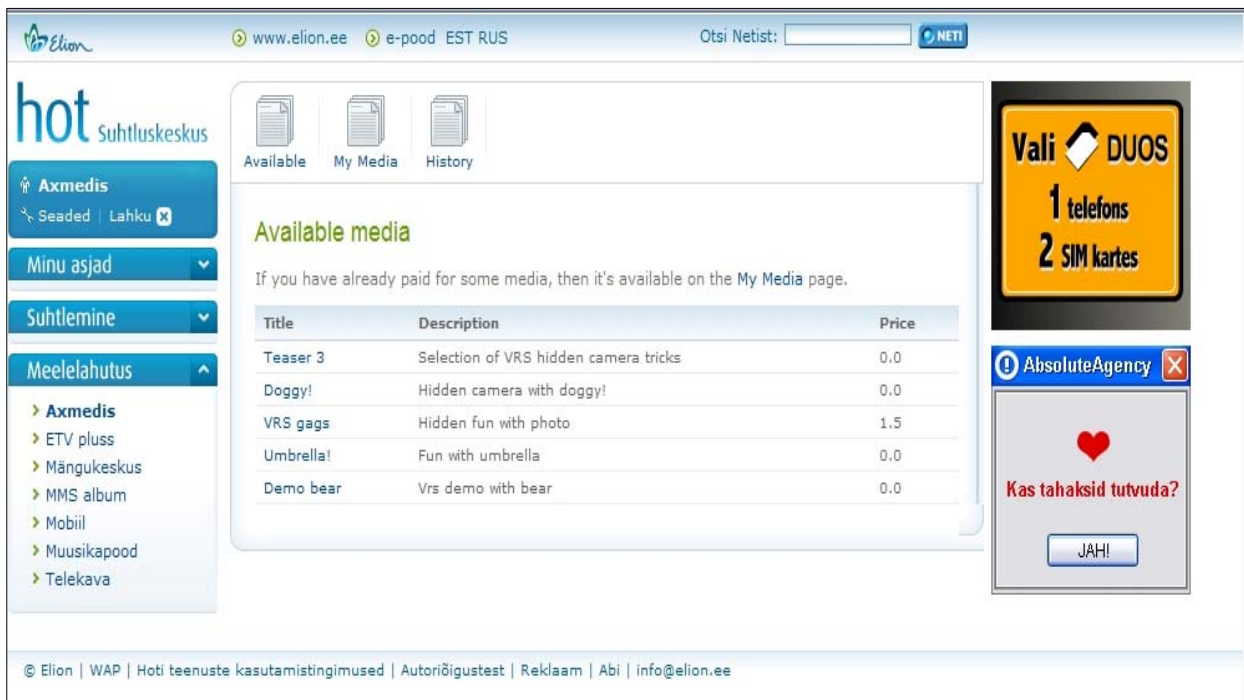 Elion
www.elion.ee e-pood EST RUS Otsi Netist: NETI
hot Suhtluskeskus
Axmedis
Seaded | Lahku
Minu asjad
Suhtlemine
Meelelahutus
Axmedis
ETV pluss
Mängukeskus
MMS album
Mobiil
Muusikapood
Telekava
Available My Media History
Available media
If you have already paid for some media, then it's available on the My Media page.
Title Description Price
Teaser 3 Selection of VRS hidden camera tricks 0.0
Doggy! Hidden camera with doggy! 0.0
VRS gags Hidden fun with photo 1.5
Umbrella! Fun with umbrella 0.0
Demo bear Vrs demo with bear 0.0
Vali DUOS
1 telefons
2 SIM kartes
AbsoluteAgency
Kas tahaksid tutvuda?
JAH!
© Elion | WAP | Hoti teenuste kasutamistingimused | Autoriõigustest | Reklaam | Abi | info@elion.ee